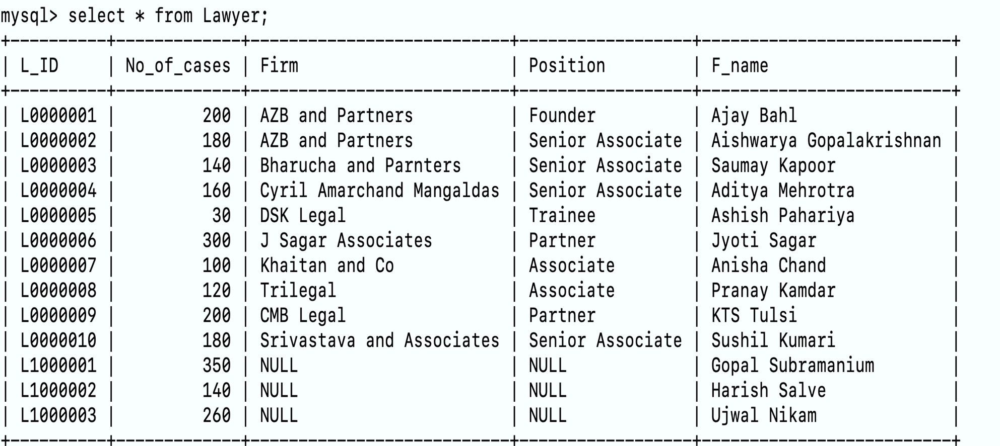 mysql> select * from Lawyer;
+-----------+--------------+----------------------------+-------------------+--------------------------+
| L_ID     | No_of_cases | Firm                      | Position         | F_name                  |
+-----------+--------------+----------------------------+-------------------+--------------------------+
| L0000001 |         200 | AZB and Partners          | Founder          | Ajay Bahl               |
| L0000002 |         180 | AZB and Partners          | Senior Associate | Aishwarya Gopalakrishnan |
| L0000003 |         140 | Bharucha and Parnters     | Senior Associate | Saumay Kapoor           |
| L0000004 |         160 | Cyril Amarchand Mangaldas | Senior Associate | Aditya Mehrotra         |
| L0000005 |          30 | DSK Legal                 | Trainee          | Ashish Pahariya         |
| L0000006 |         300 | J Sagar Associates        | Partner          | Jyoti Sagar             |
| L0000007 |         100 | Khaitan and Co            | Associate        | Anisha Chand            |
| L0000008 |         120 | Trilegal                  | Associate        | Pranay Kamdar           |
| L0000009 |         200 | CMB Legal                 | Partner          | KTS Tulsi               |
| L0000010 |         180 | Srivastava and Associates | Senior Associate | Sushil Kumari           |
| L1000001 |         350 | NULL                      | NULL             | Gopal Subramanium       |
| L1000002 |         140 | NULL                      | NULL             | Harish Salve            |
| L1000003 |         260 | NULL                      | NULL             | Ujwal Nikam             |
+-----------+--------------+----------------------------+-------------------+--------------------------+